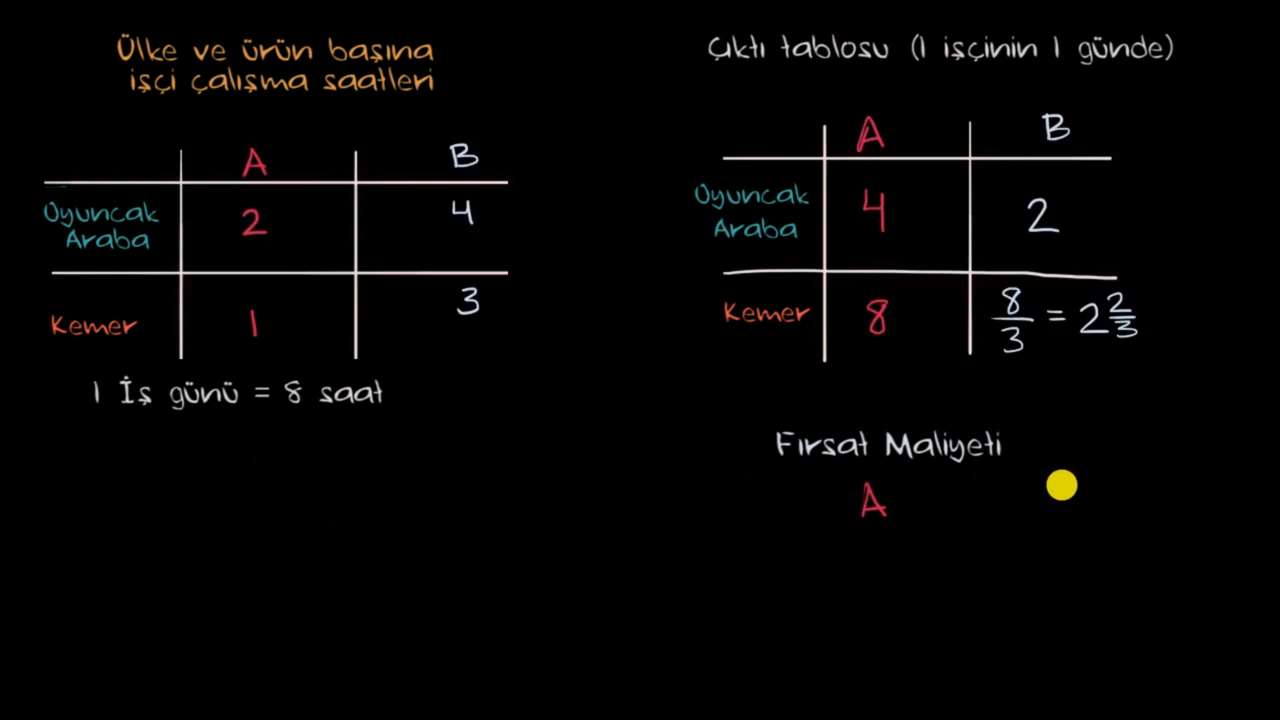 Ülke ve ürün başına
işçi çalışma saatleri
A B
Oyuncak
Araba
2 4
Kemer 1 3
1 İş günü = 8 saat
Çıktı tablosu (1 işçinin 1 günde)
A B
Oyuncak
Araba
4 2
Kemer 8 8/3 = 2 2/3
Fırsat Maliyeti
A